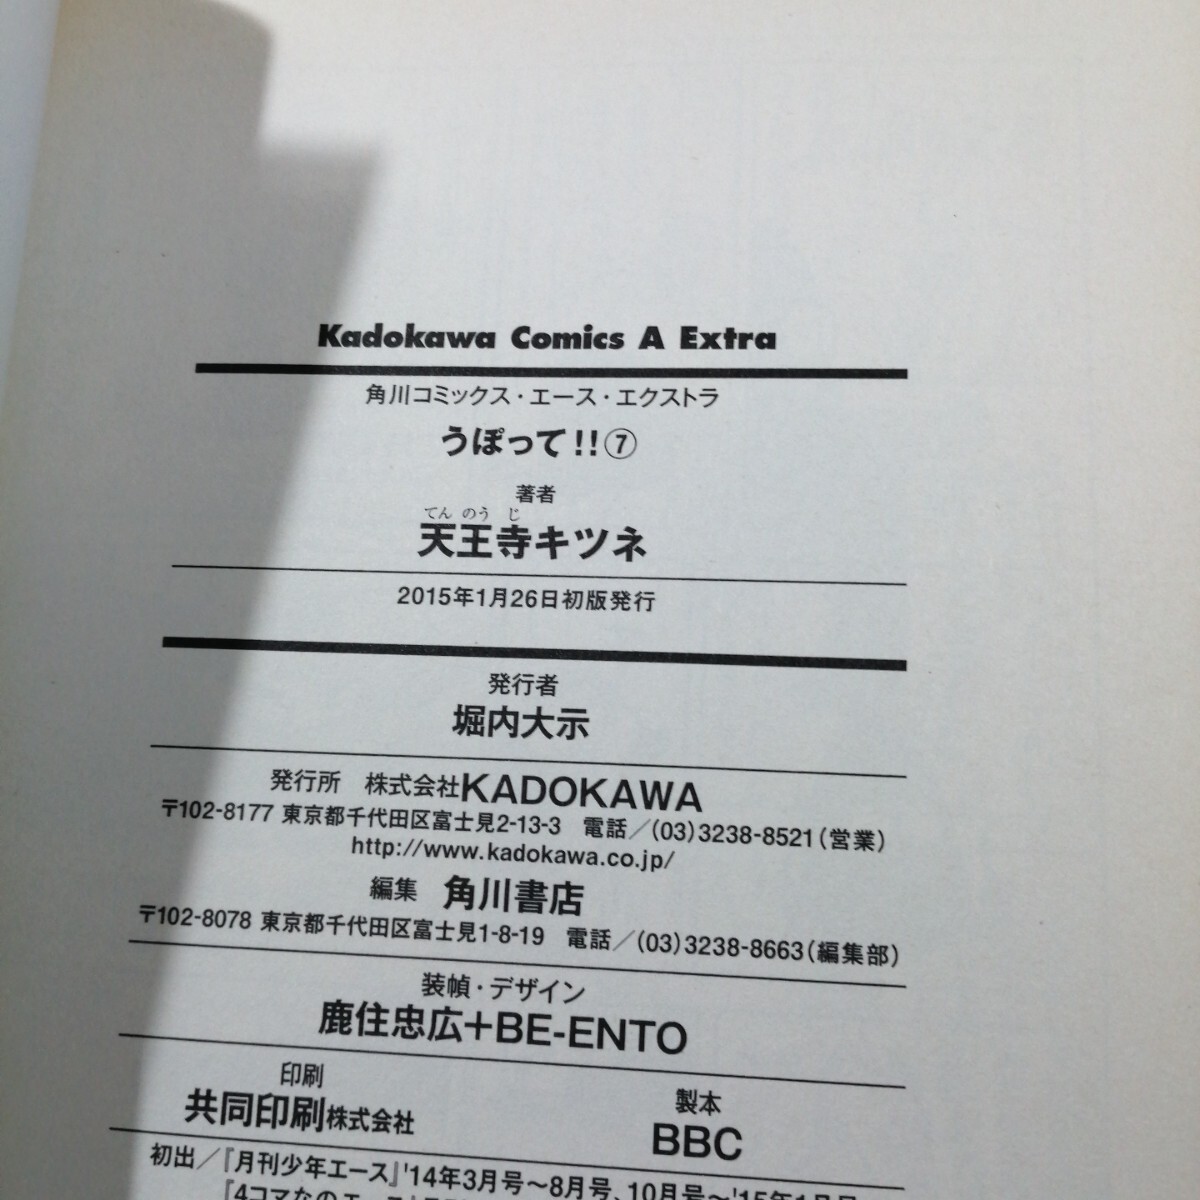 Kadokawa Comics A Extra
角川コミックス・エース・エクストラ
うぽって!!⑦
著者
てんのうじ
天王寺キツネ
2015年1月26日初版発行
発行者
堀内大示
発行所 株式会社KADOKAWA
〒102-8177 東京都千代田区富士見2-13-3 電話/(03)3238-8521(営業)
http://www.kadokawa.co.jp/
編集 角川書店
〒102-8078 東京都千代田区富士見1-8-19 電話/(03)3238-8663(編集部)
装幀・デザイン
鹿住忠広+BE-ENTO
印刷
共同印刷株式会社
製本
BBC
初出/『月刊少年エース』'14年3月号〜8月号、10月号〜'15年1月号
『4コマなのエース